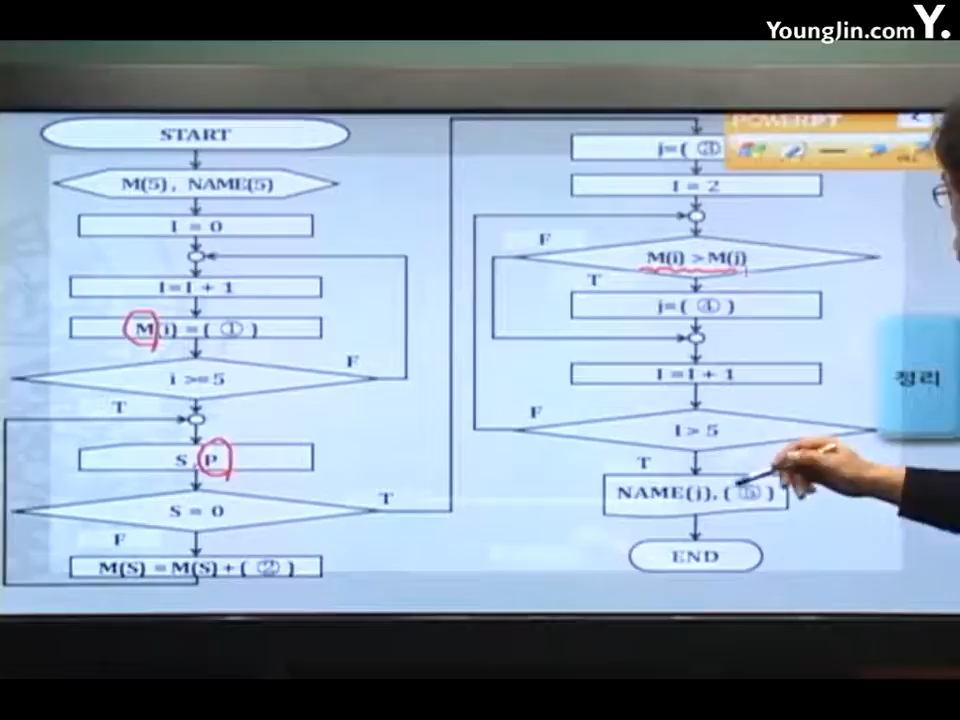 YoungJin.com Y.
START
M(5), NAME(5)
I = 0
I=I + 1
M(i) = ( ① )
i >=5
F
T
S, P
S = 0
T
F
M(S) = M(S) + ( ② )
POWERPT
j=( ③
I = 2
F
M(i) > M(j)
T
j=( ④ )
I =I + 1
F
I > 5
T
NAME(j), ( ⑤ )
END
정리